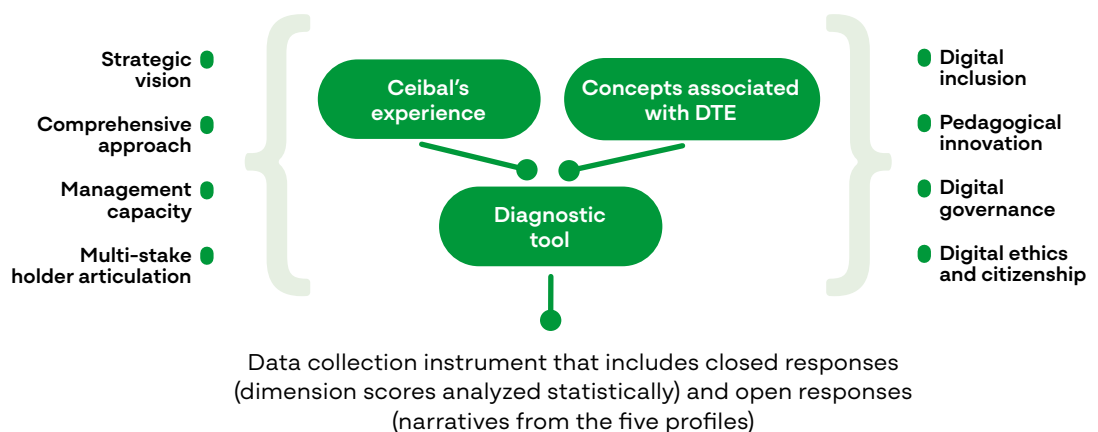 Strategic
vision
Comprehensive
approach
Management
capacity
Multi-stake
holder articulation
Ceibal's
experience
Concepts associated
with DTE
Diagnostic
tool
Digital
inclusion
Pedagogical
innovation
Digital
governance
Digital ethics
and citizenship
Data collection instrument that includes closed responses
(dimension scores analyzed statistically) and open responses
(narratives from the five profiles)